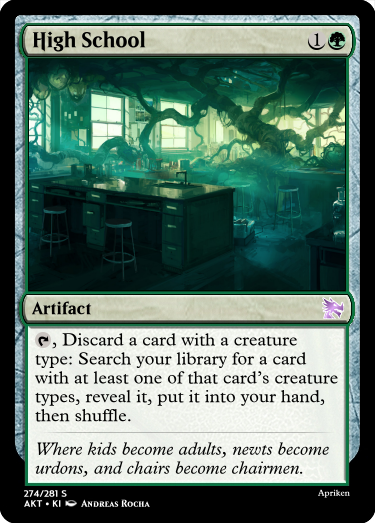 High School
1
Artifact
, Discard a card with a creature
type: Search your library for a card
with at least one of that card's creature
types, reveal it, put it into your hand,
then shuffle.
Where kids become adults, newts become
urdons, and chairs become chairmen.
274/281 S
Apriken
AKT • KI Andreas Rocha